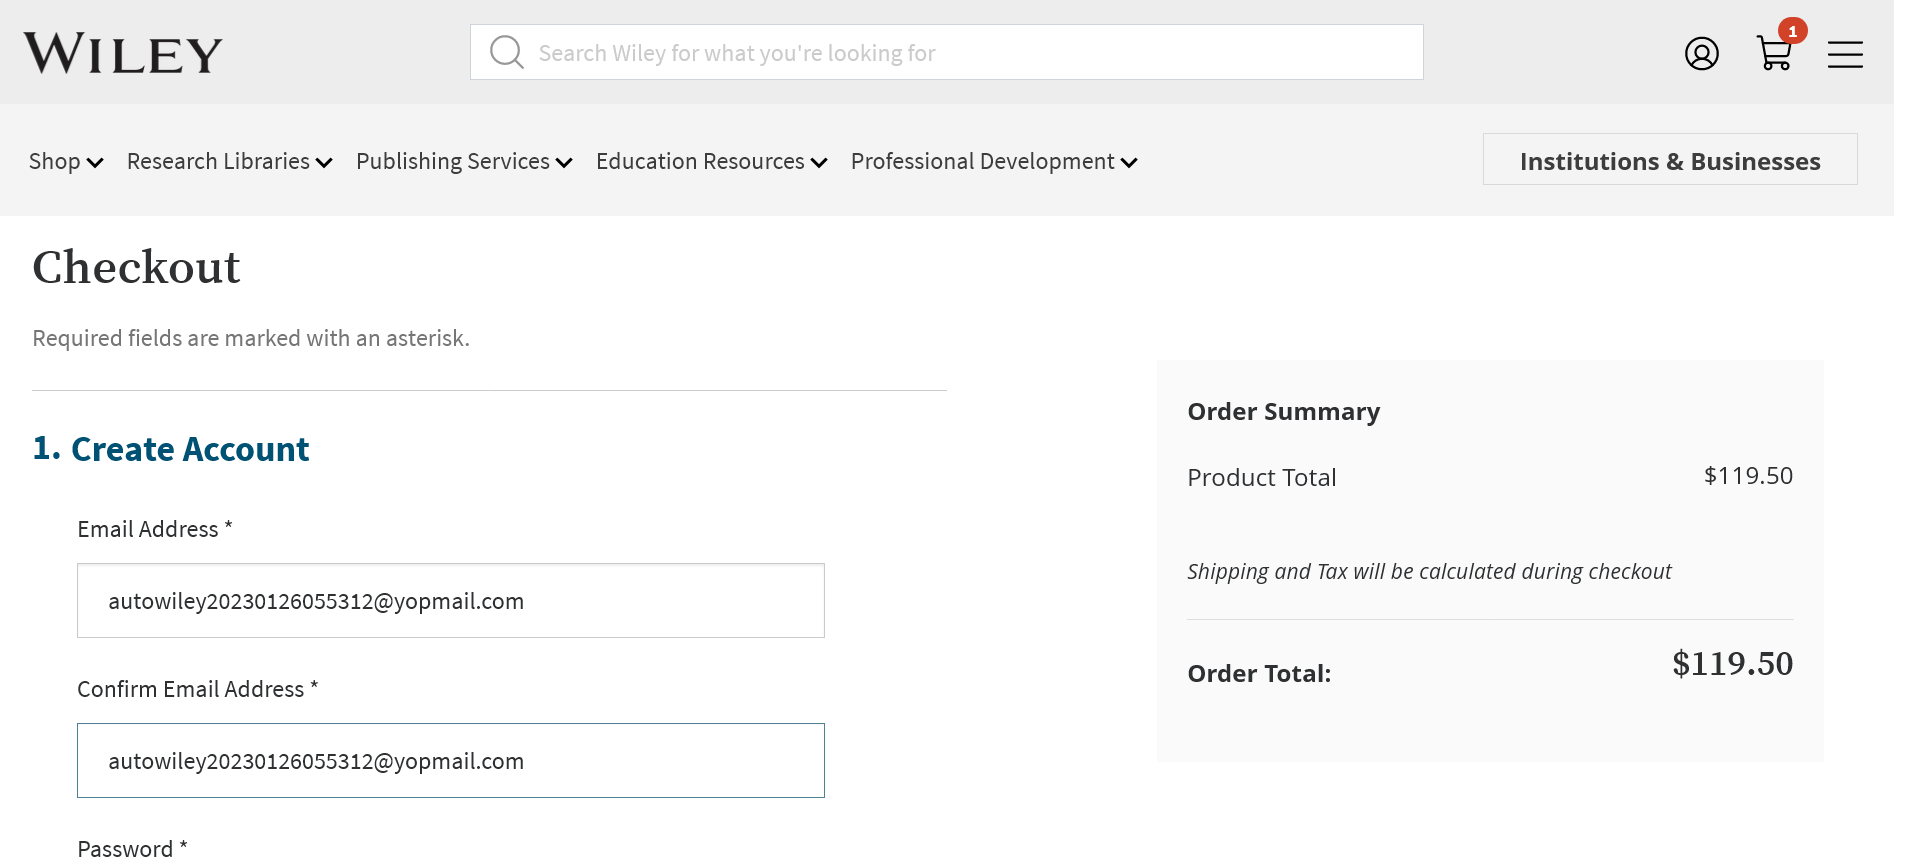 WILEY
Search Wiley for what you're looking for
1
Shop
Research Libraries
Publishing Services
Education Resources
Professional Development
Institutions & Businesses
Checkout
Required fields are marked with an asterisk.
1. Create Account
Email Address *
autowiley20230126055312@yopmail.com
Confirm Email Address *
autowiley20230126055312@yopmail.com
Password *
Order Summary
Product Total $119.50
Shipping and Tax will be calculated during checkout
Order Total: $119.50